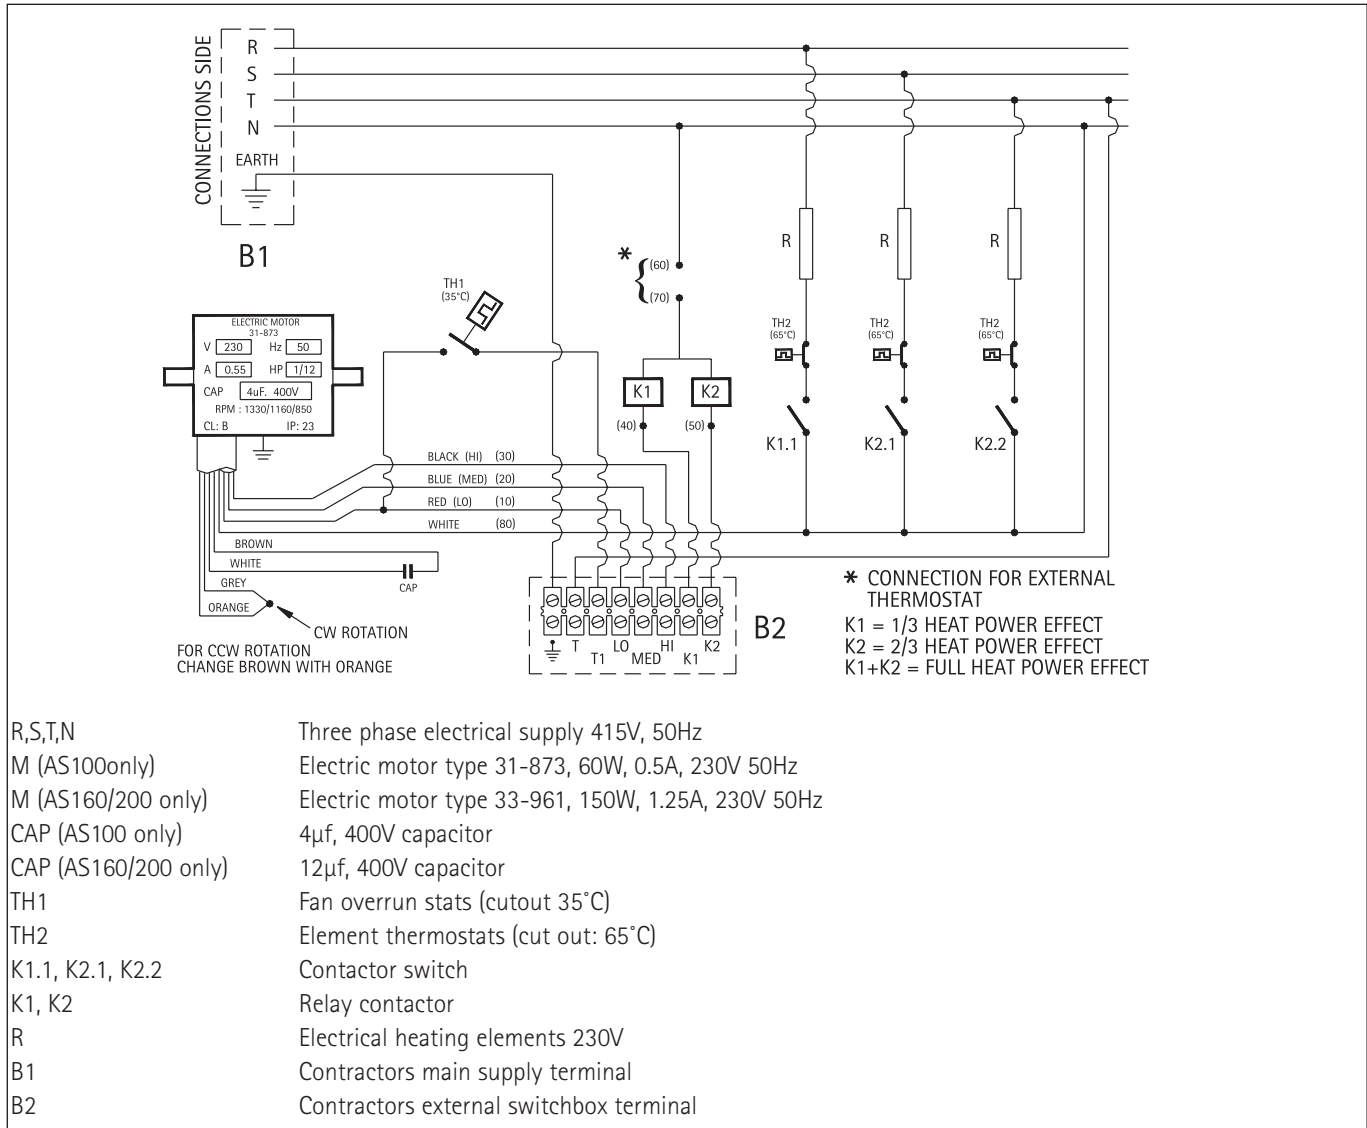 CONNECTIONS SIDE
R
S
T
N
EARTH
B1
*
(60)
(70)
K1
K2
(40)
(50)
R
R
R
TH1
(35°C)
TH2
(65°C)
TH2
(65°C)
TH2
(65°C)
K1.1
K2.1
K2.2
ELECTRIC MOTOR
31-873
V 230 Hz 50
A 0.55 HP 1/12
CAP 4uF. 400V
RPM : 1330/1160/850
CL: B IP: 23
BLACK (HI) (30)
BLUE (MED) (20)
RED (LO) (10)
WHITE (80)
BROWN
WHITE
CAP
GREY
ORANGE
CW ROTATION
FOR CCW ROTATION
CHANGE BROWN WITH ORANGE
T T1 LO MED HI K1 K2
B2
* CONNECTION FOR EXTERNAL
THERMOSTAT
K1 = 1/3 HEAT POWER EFFECT
K2 = 2/3 HEAT POWER EFFECT
K1+K2 = FULL HEAT POWER EFFECT
R,S,T,N Three phase electrical supply 415V, 50Hz
M (AS100only) Electric motor type 31-873, 60W, 0.5A, 230V 50Hz
M (AS160/200 only) Electric motor type 33-961, 150W, 1.25A, 230V 50Hz
CAP (AS100 only) 4µf, 400V capacitor
CAP (AS160/200 only) 12µf, 400V capacitor
TH1 Fan overrun stats (cutout 35˚C)
TH2 Element thermostats (cut out: 65˚C)
K1.1, K2.1, K2.2 Contactor switch
K1, K2 Relay contactor
R Electrical heating elements 230V
B1 Contractors main supply terminal
B2 Contractors external switchbox terminal